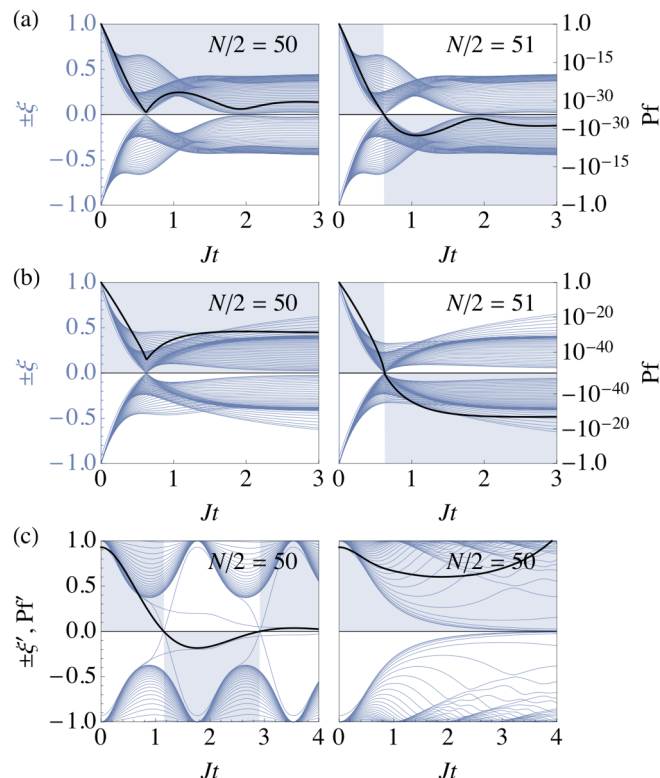 (a)
N/2 = 50
N/2 = 51
1.0
0.5
0.0
−0.5
−1.0
±ξ
1.0
10⁻¹⁵
10⁻³⁰
−10⁻³⁰
−10⁻¹⁵
−1.0
Pf
0 1 2 3
0 1 2 3
Jt
Jt
(b)
N/2 = 50
N/2 = 51
1.0
0.5
0.0
−0.5
−1.0
±ξ
1.0
10⁻²⁰
10⁻⁴⁰
−10⁻⁴⁰
−10⁻²⁰
−1.0
Pf
0 1 2 3
0 1 2 3
Jt
Jt
(c)
N/2 = 50
N/2 = 50
1.0
0.5
0.0
−0.5
−1.0
±ξ′, Pf′
0 1 2 3 4
0 1 2 3 4
Jt
Jt